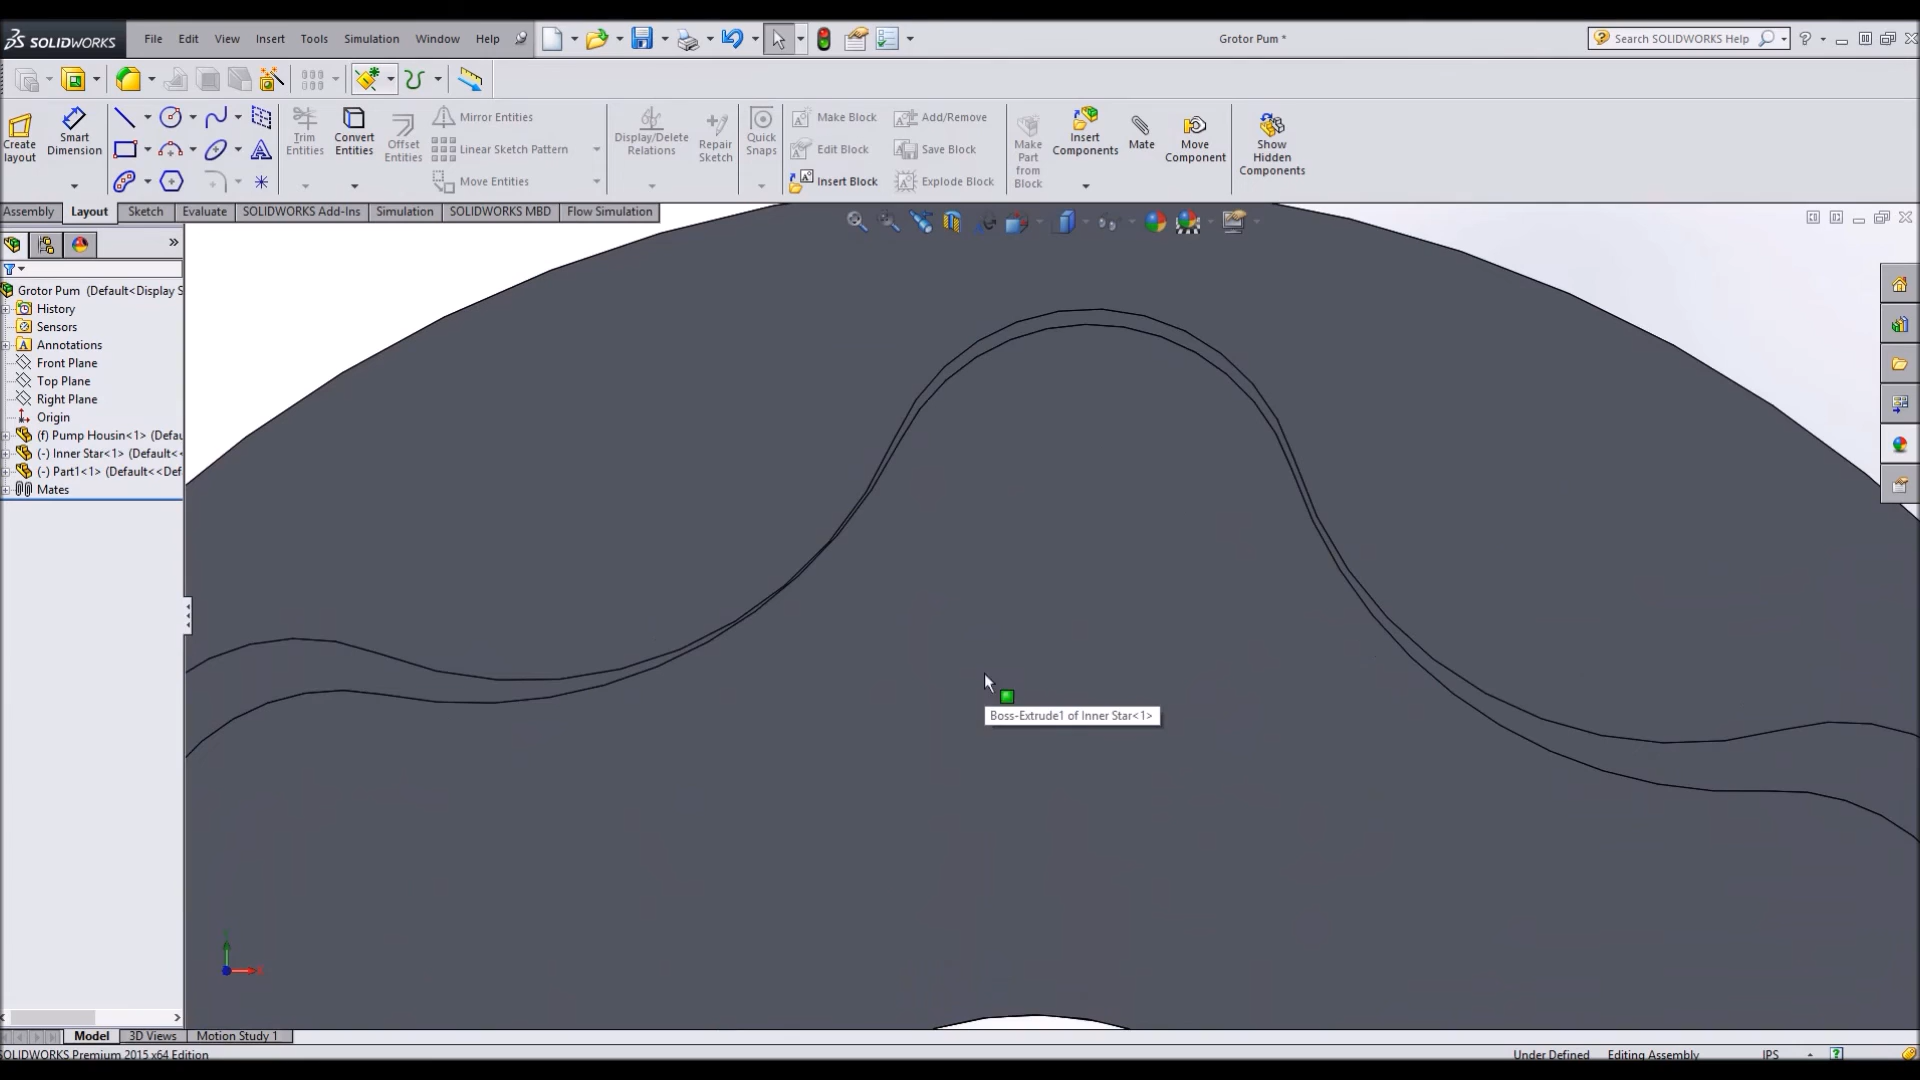 SOLIDWORKS File Edit View Insert Tools Simulation Window Help Grotor Pum * Search SOLIDWORKS Help
Create layout
Smart Dimension
Trim Entities
Convert Entities
Offset Entities
Mirror Entities
Linear Sketch Pattern
Move Entities
Display/Delete Relations
Repair Sketch
Quick Snaps
Make Block
Edit Block
Insert Block
Add/Remove
Save Block
Explode Block
Make Part from Block
Insert Components
Mate
Move Component
Show Hidden Components
Assembly Layout Sketch Evaluate SOLIDWORKS Add-Ins Simulation SOLIDWORKS MBD Flow Simulation
Grotor Pum (Default<Display S
History
Sensors
Annotations
Front Plane
Top Plane
Right Plane
Origin
(f) Pump Housin<1> (Defau
(-) Inner Star<1> (Default<<
(-) Part1<1> (Default<<Def
Mates
Boss-Extrude1 of Inner Star<1>
Model 3D Views Motion Study 1
SOLIDWORKS Premium 2015 x64 Edition Under Defined Editing Assembly IPS